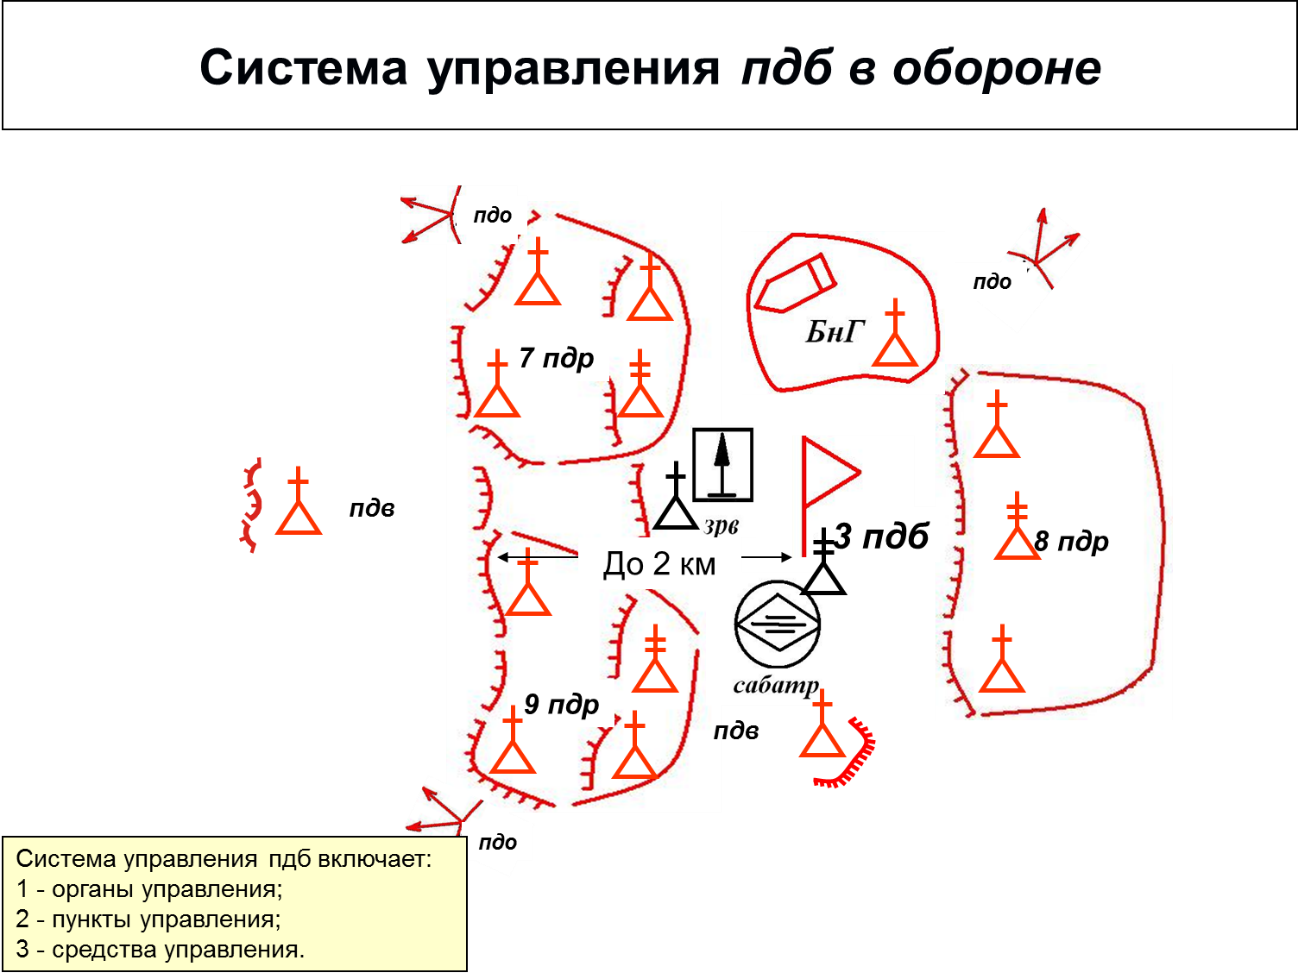 Система управления пдб в обороне
пдо
пдо
БнГ
7 пдр
пдв
зрв
3 пдб
8 пдр
До 2 км
сабатр
9 пдр
пдв
пдо
Система управления пдб включает:
1 - органы управления;
2 - пункты управления;
3 - средства управления.